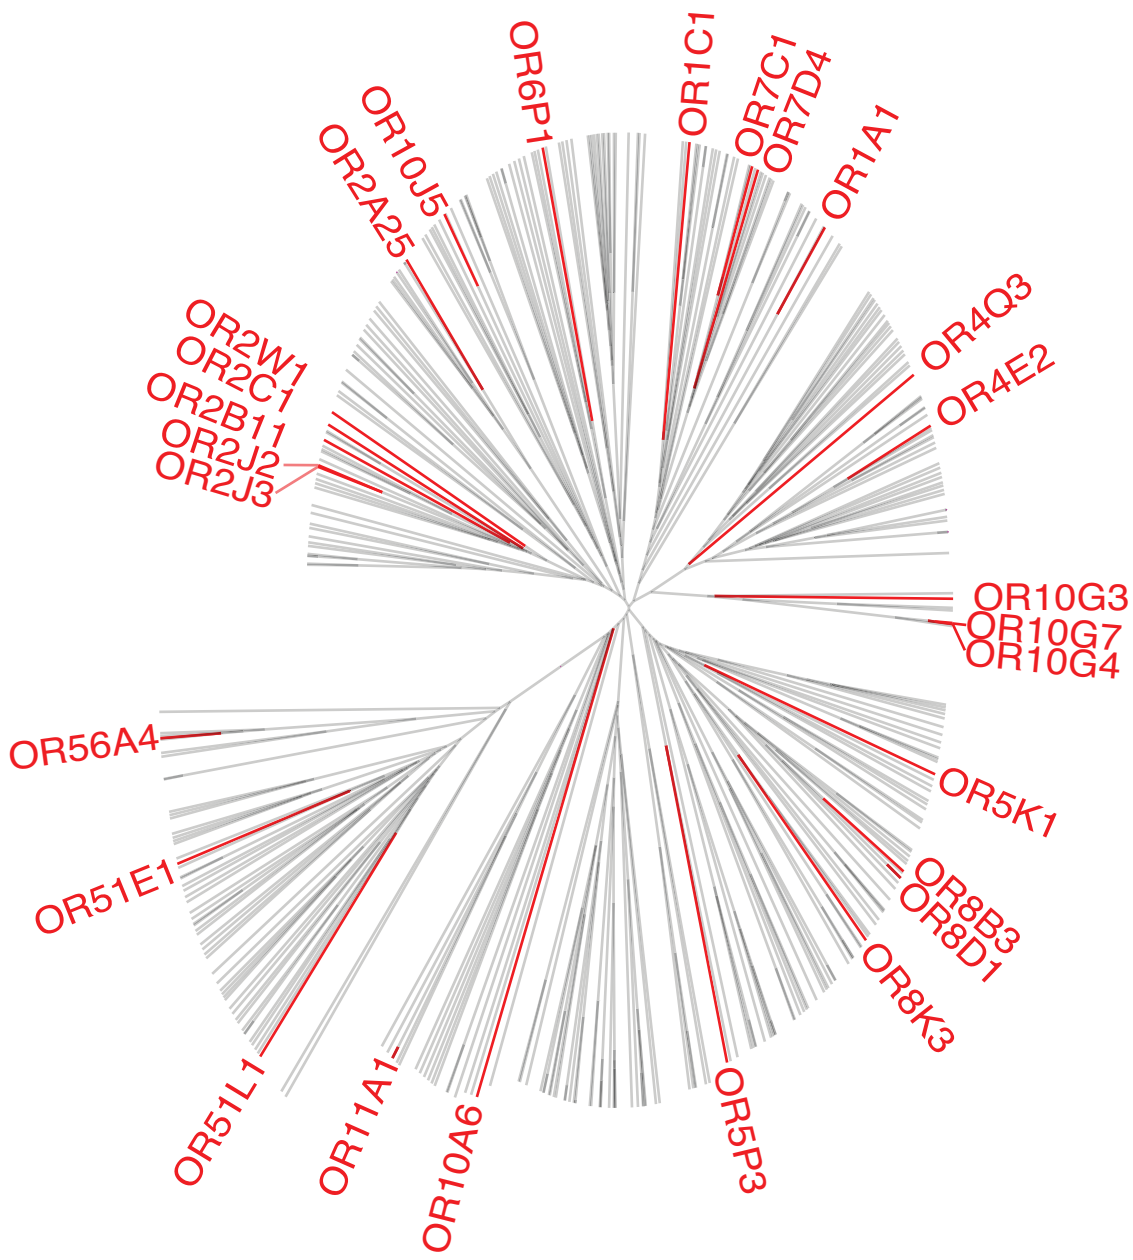 OR6P1
OR1C1
OR7C1
OR7D4
OR10J5
OR1A1
OR2A25
OR4Q3
OR2W1
OR4E2
OR2C1
OR2B11
OR2J2
OR2J3
OR10G3
OR10G7
OR10G4
OR56A4
OR5K1
OR51E1
OR8B3
OR8D1
OR8K3
OR51L1
OR11A1
OR10A6
OR5P3